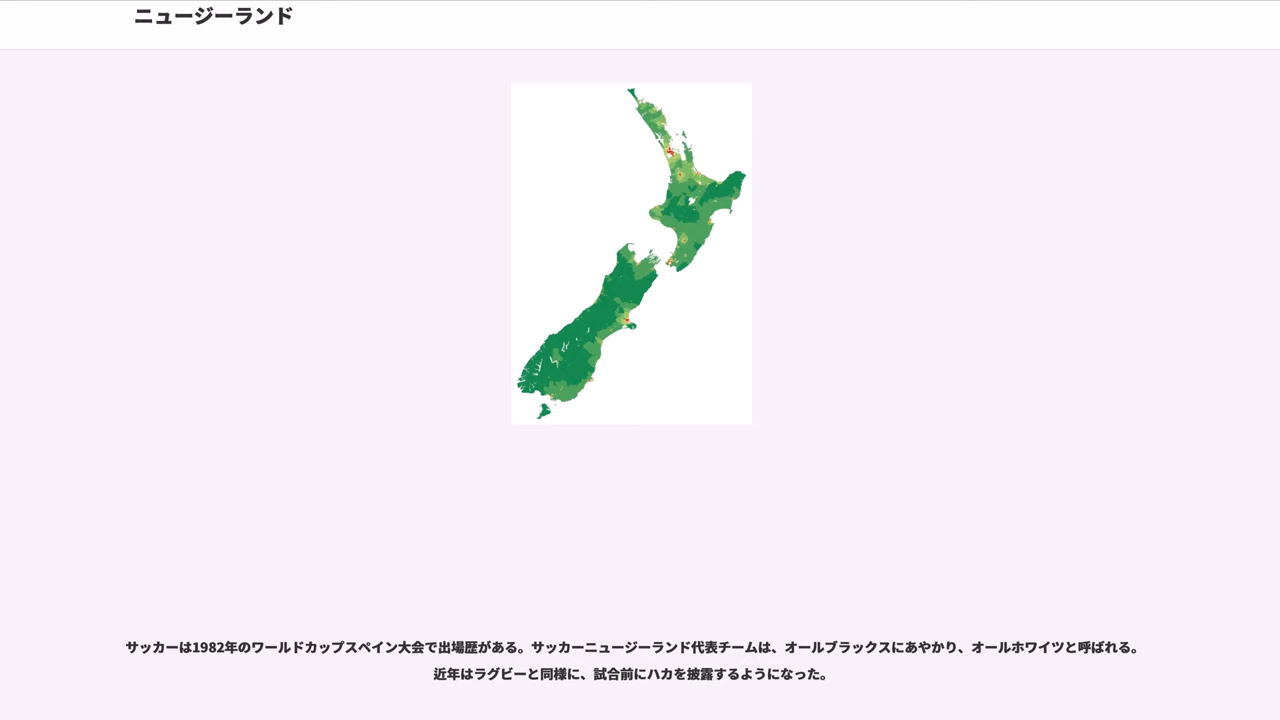 ニュージーランド
サッカーは1982年のワールドカップスペイン大会で出場歴がある。サッカーニュージーランド代表チームは、オールブラックスにあやかり、オールホワイツと呼ばれる。
近年はラグビーと同様に、試合前にハカを披露するようになった。